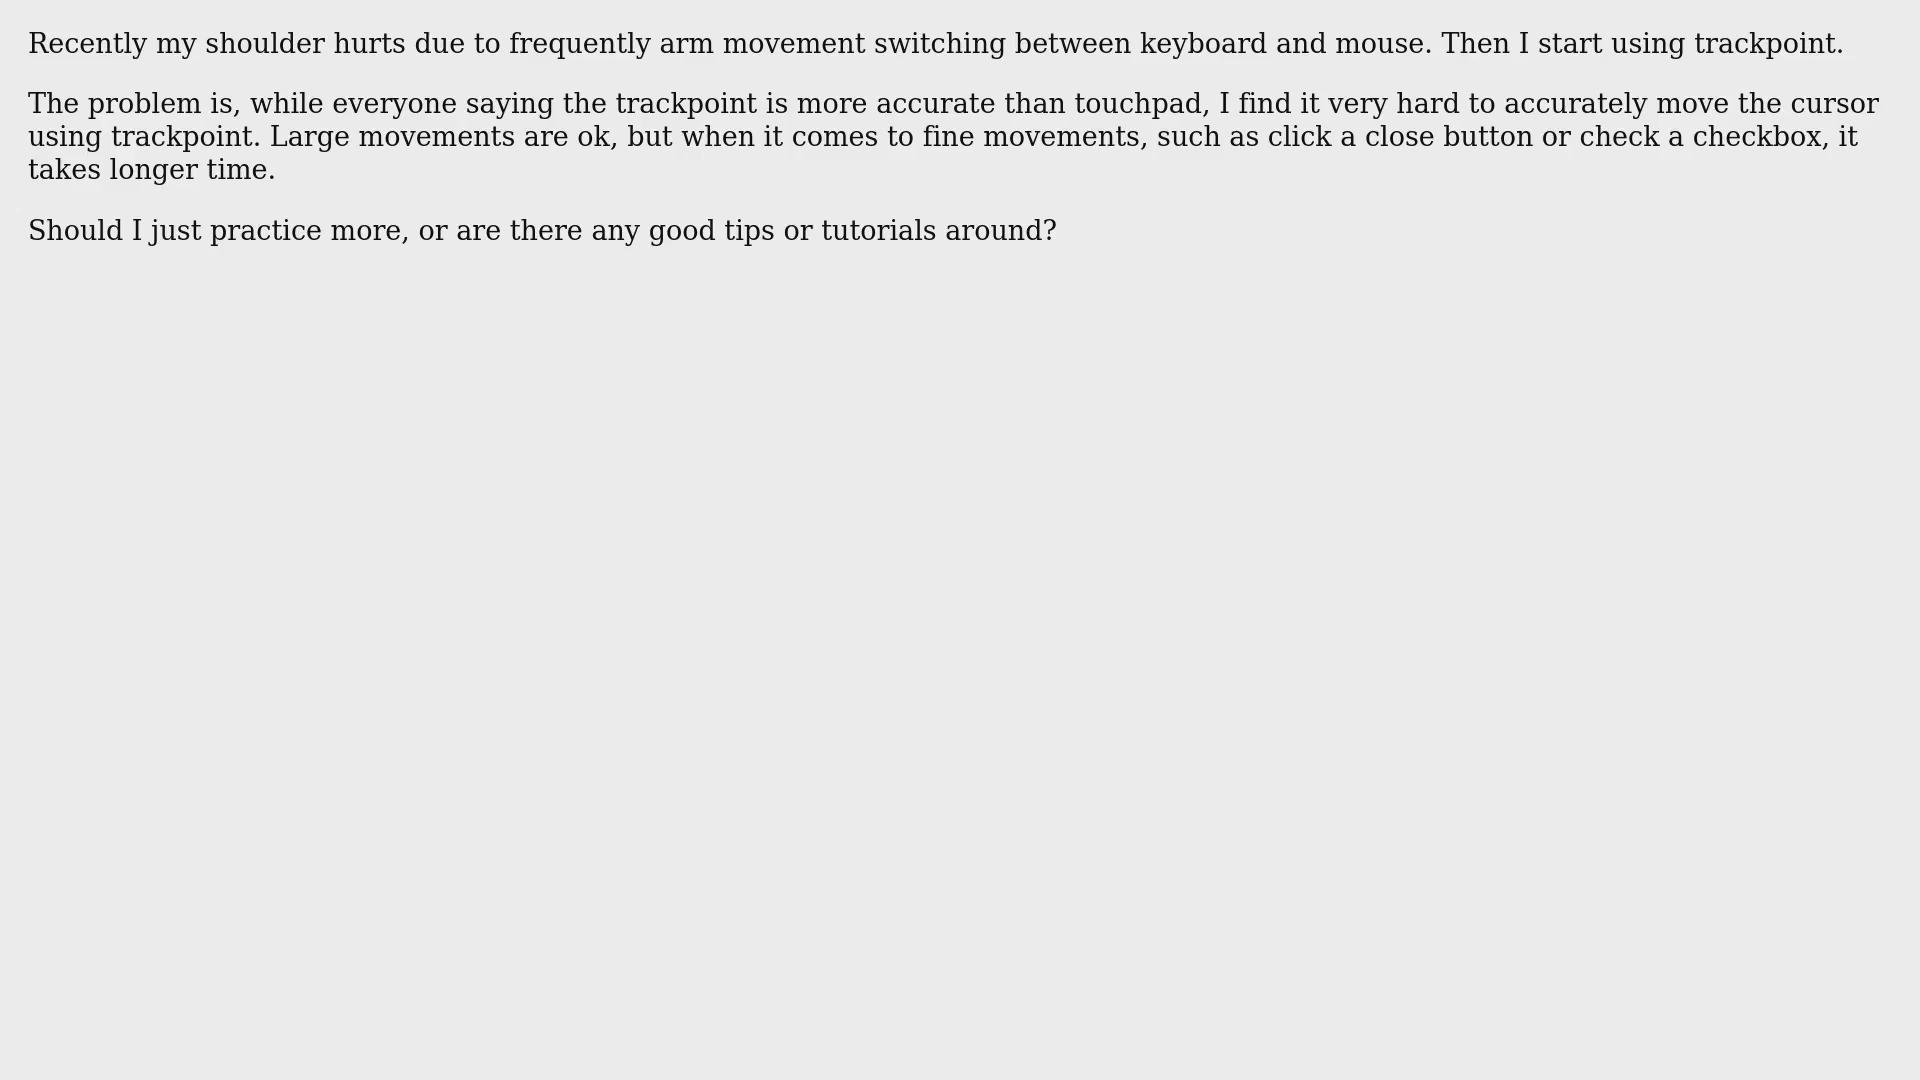 Recently my shoulder hurts due to frequently arm movement switching between keyboard and mouse. Then I start using trackpoint.
The problem is, while everyone saying the trackpoint is more accurate than touchpad, I find it very hard to accurately move the cursor
using trackpoint. Large movements are ok, but when it comes to fine movements, such as click a close button or check a checkbox, it
takes longer time.
Should I just practice more, or are there any good tips or tutorials around?